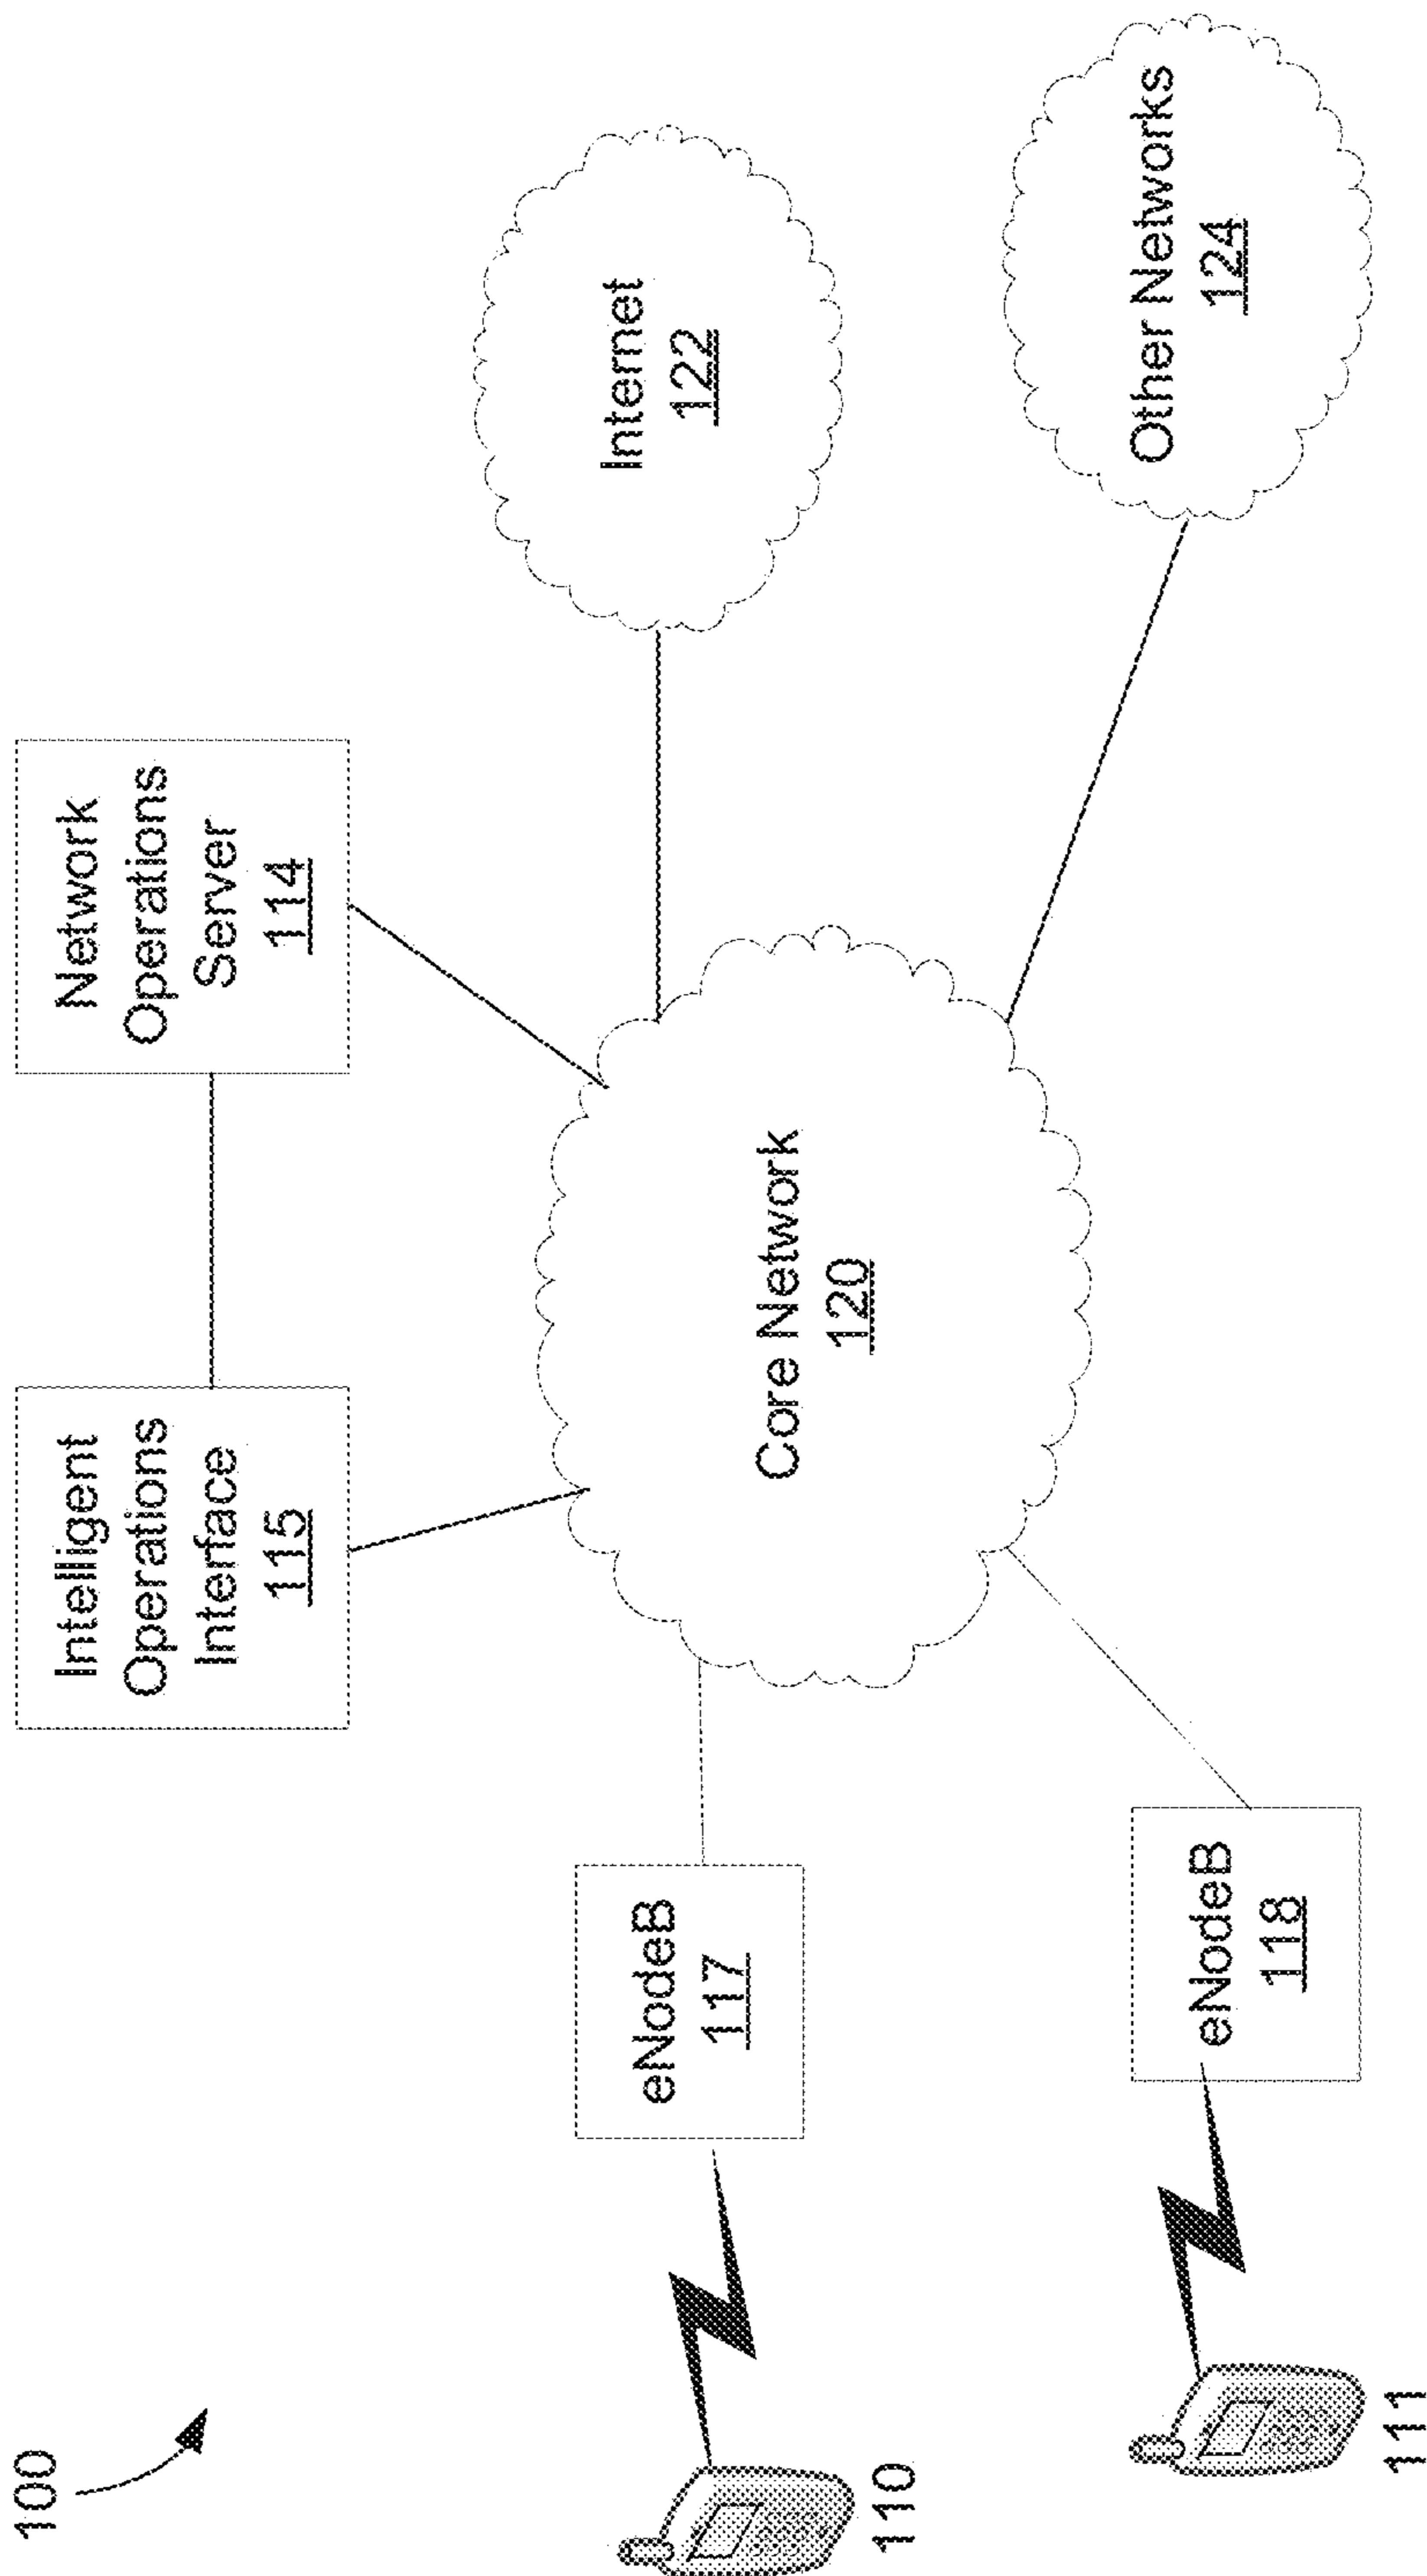 100
Intelligent
Operations
Interface
115
Network
Operations
Server
114
eNodeB
117
110
Core Network
120
Internet
122
eNodeB
118
111
Other Networks
124